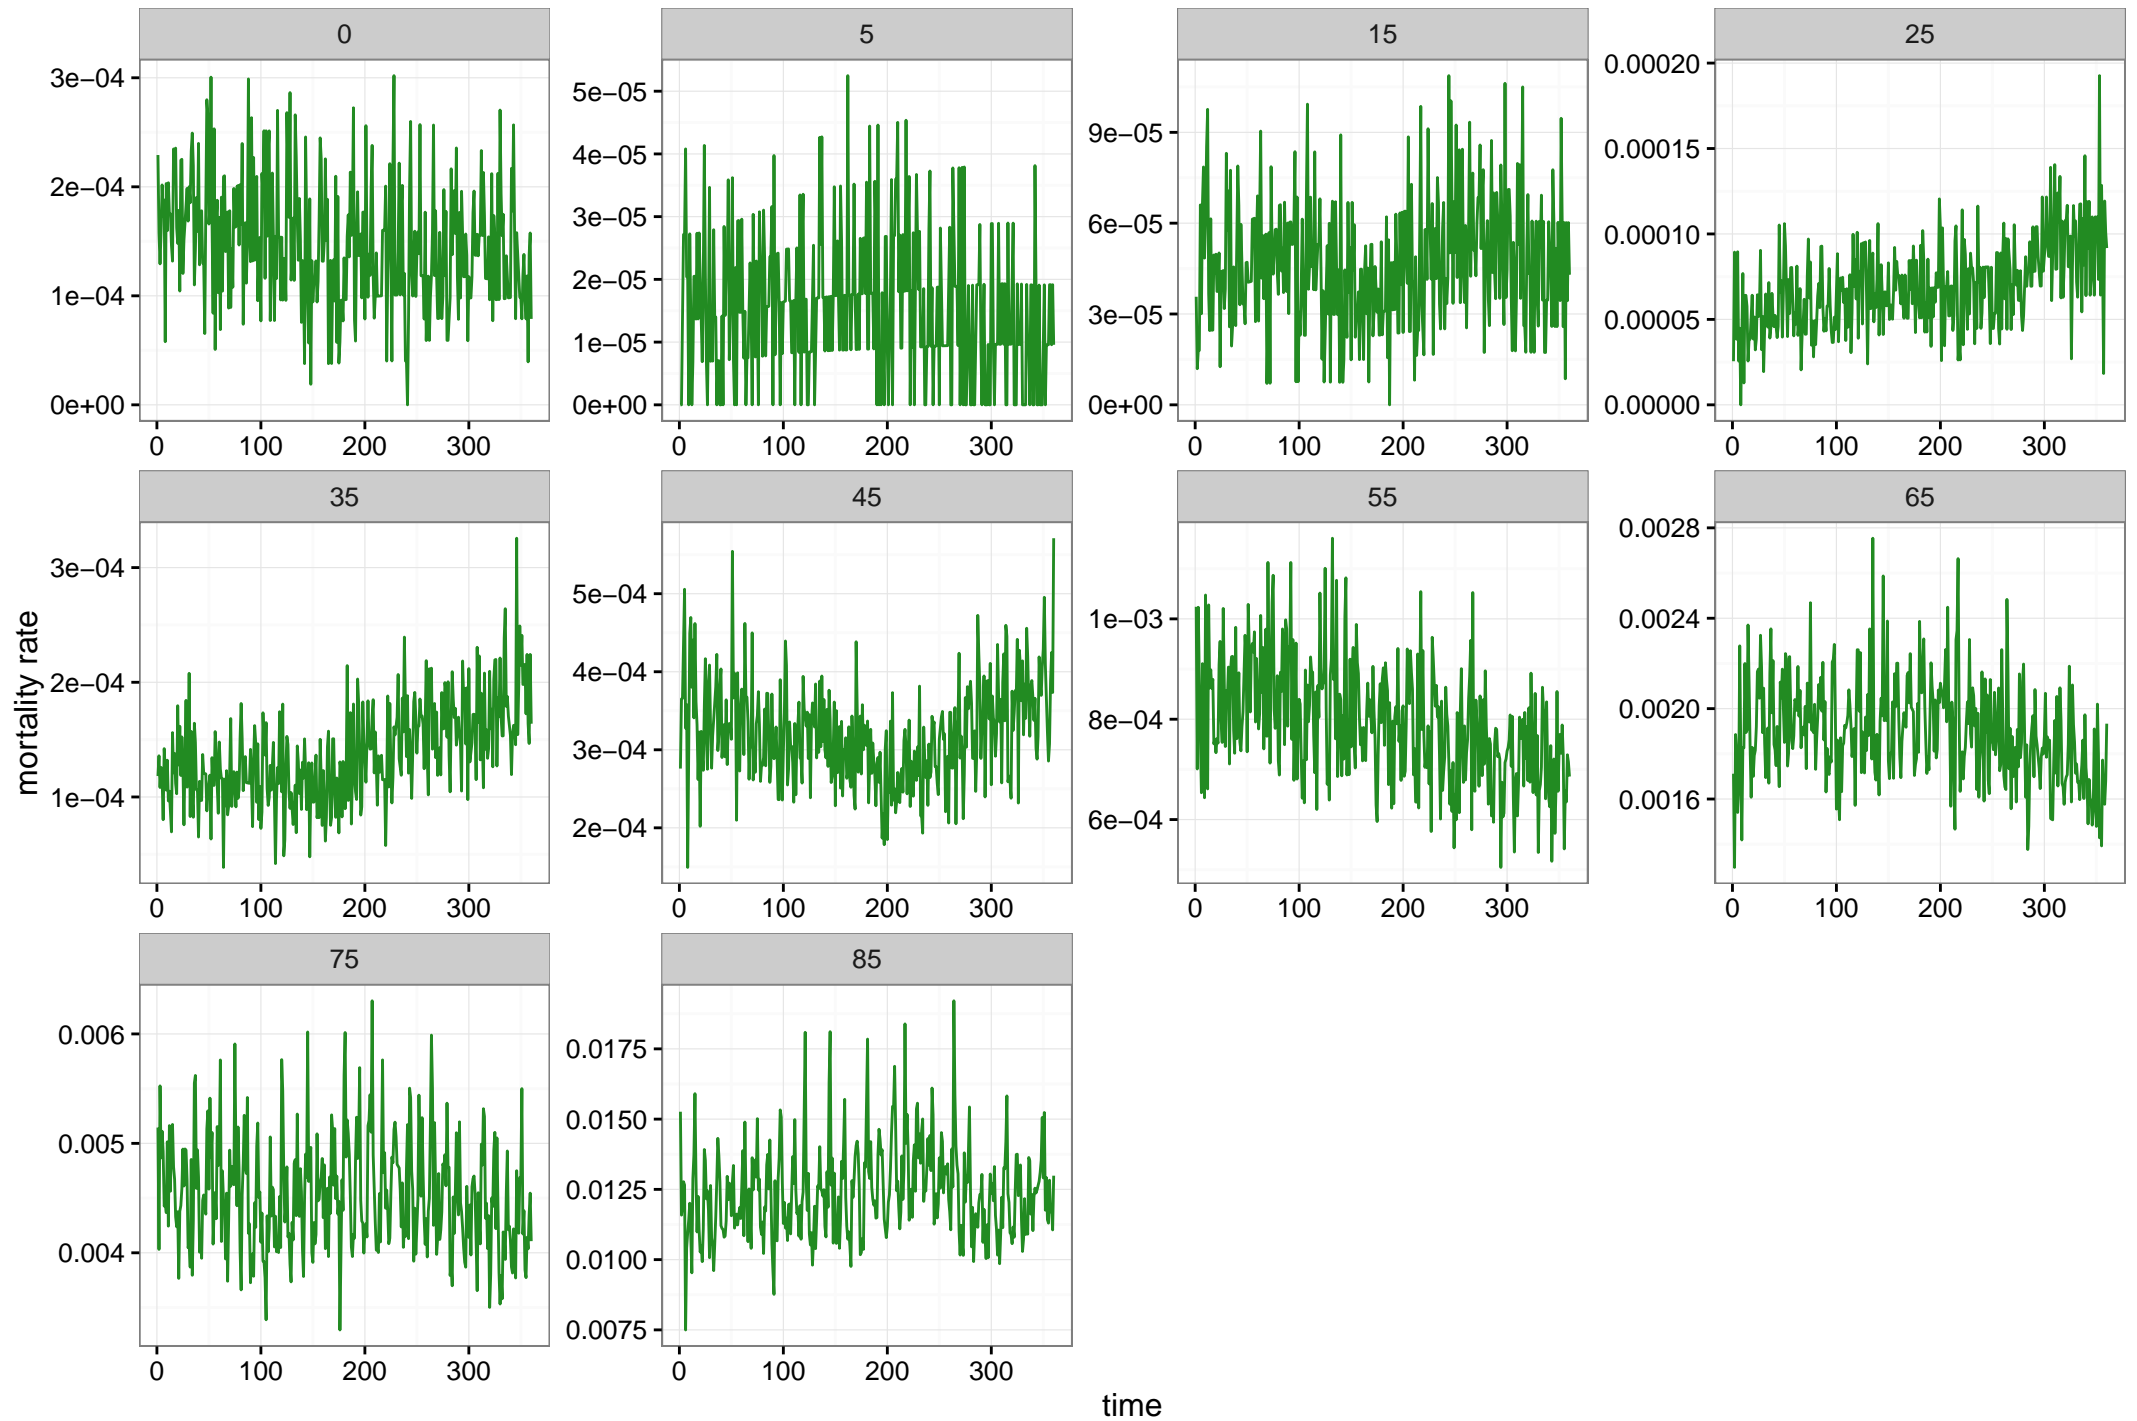 0
5
15
25
3e−04
2e−04
1e−04
0e+00
0
100
200
300
5e−05
4e−05
3e−05
2e−05
1e−05
0e+00
0
100
200
300
9e−05
6e−05
3e−05
0e+00
0
100
200
300
0.00020
0.00015
0.00010
0.00005
0.00000
0
100
200
300
35
45
55
65
mortality rate
3e−04
2e−04
1e−04
0
100
200
300
5e−04
4e−04
3e−04
2e−04
0
100
200
300
1e−03
8e−04
6e−04
0
100
200
300
0.0028
0.0024
0.0020
0.0016
0
100
200
300
75
85
0.006
0.005
0.004
0
100
200
300
0.0175
0.0150
0.0125
0.0100
0.0075
0
100
200
300
time